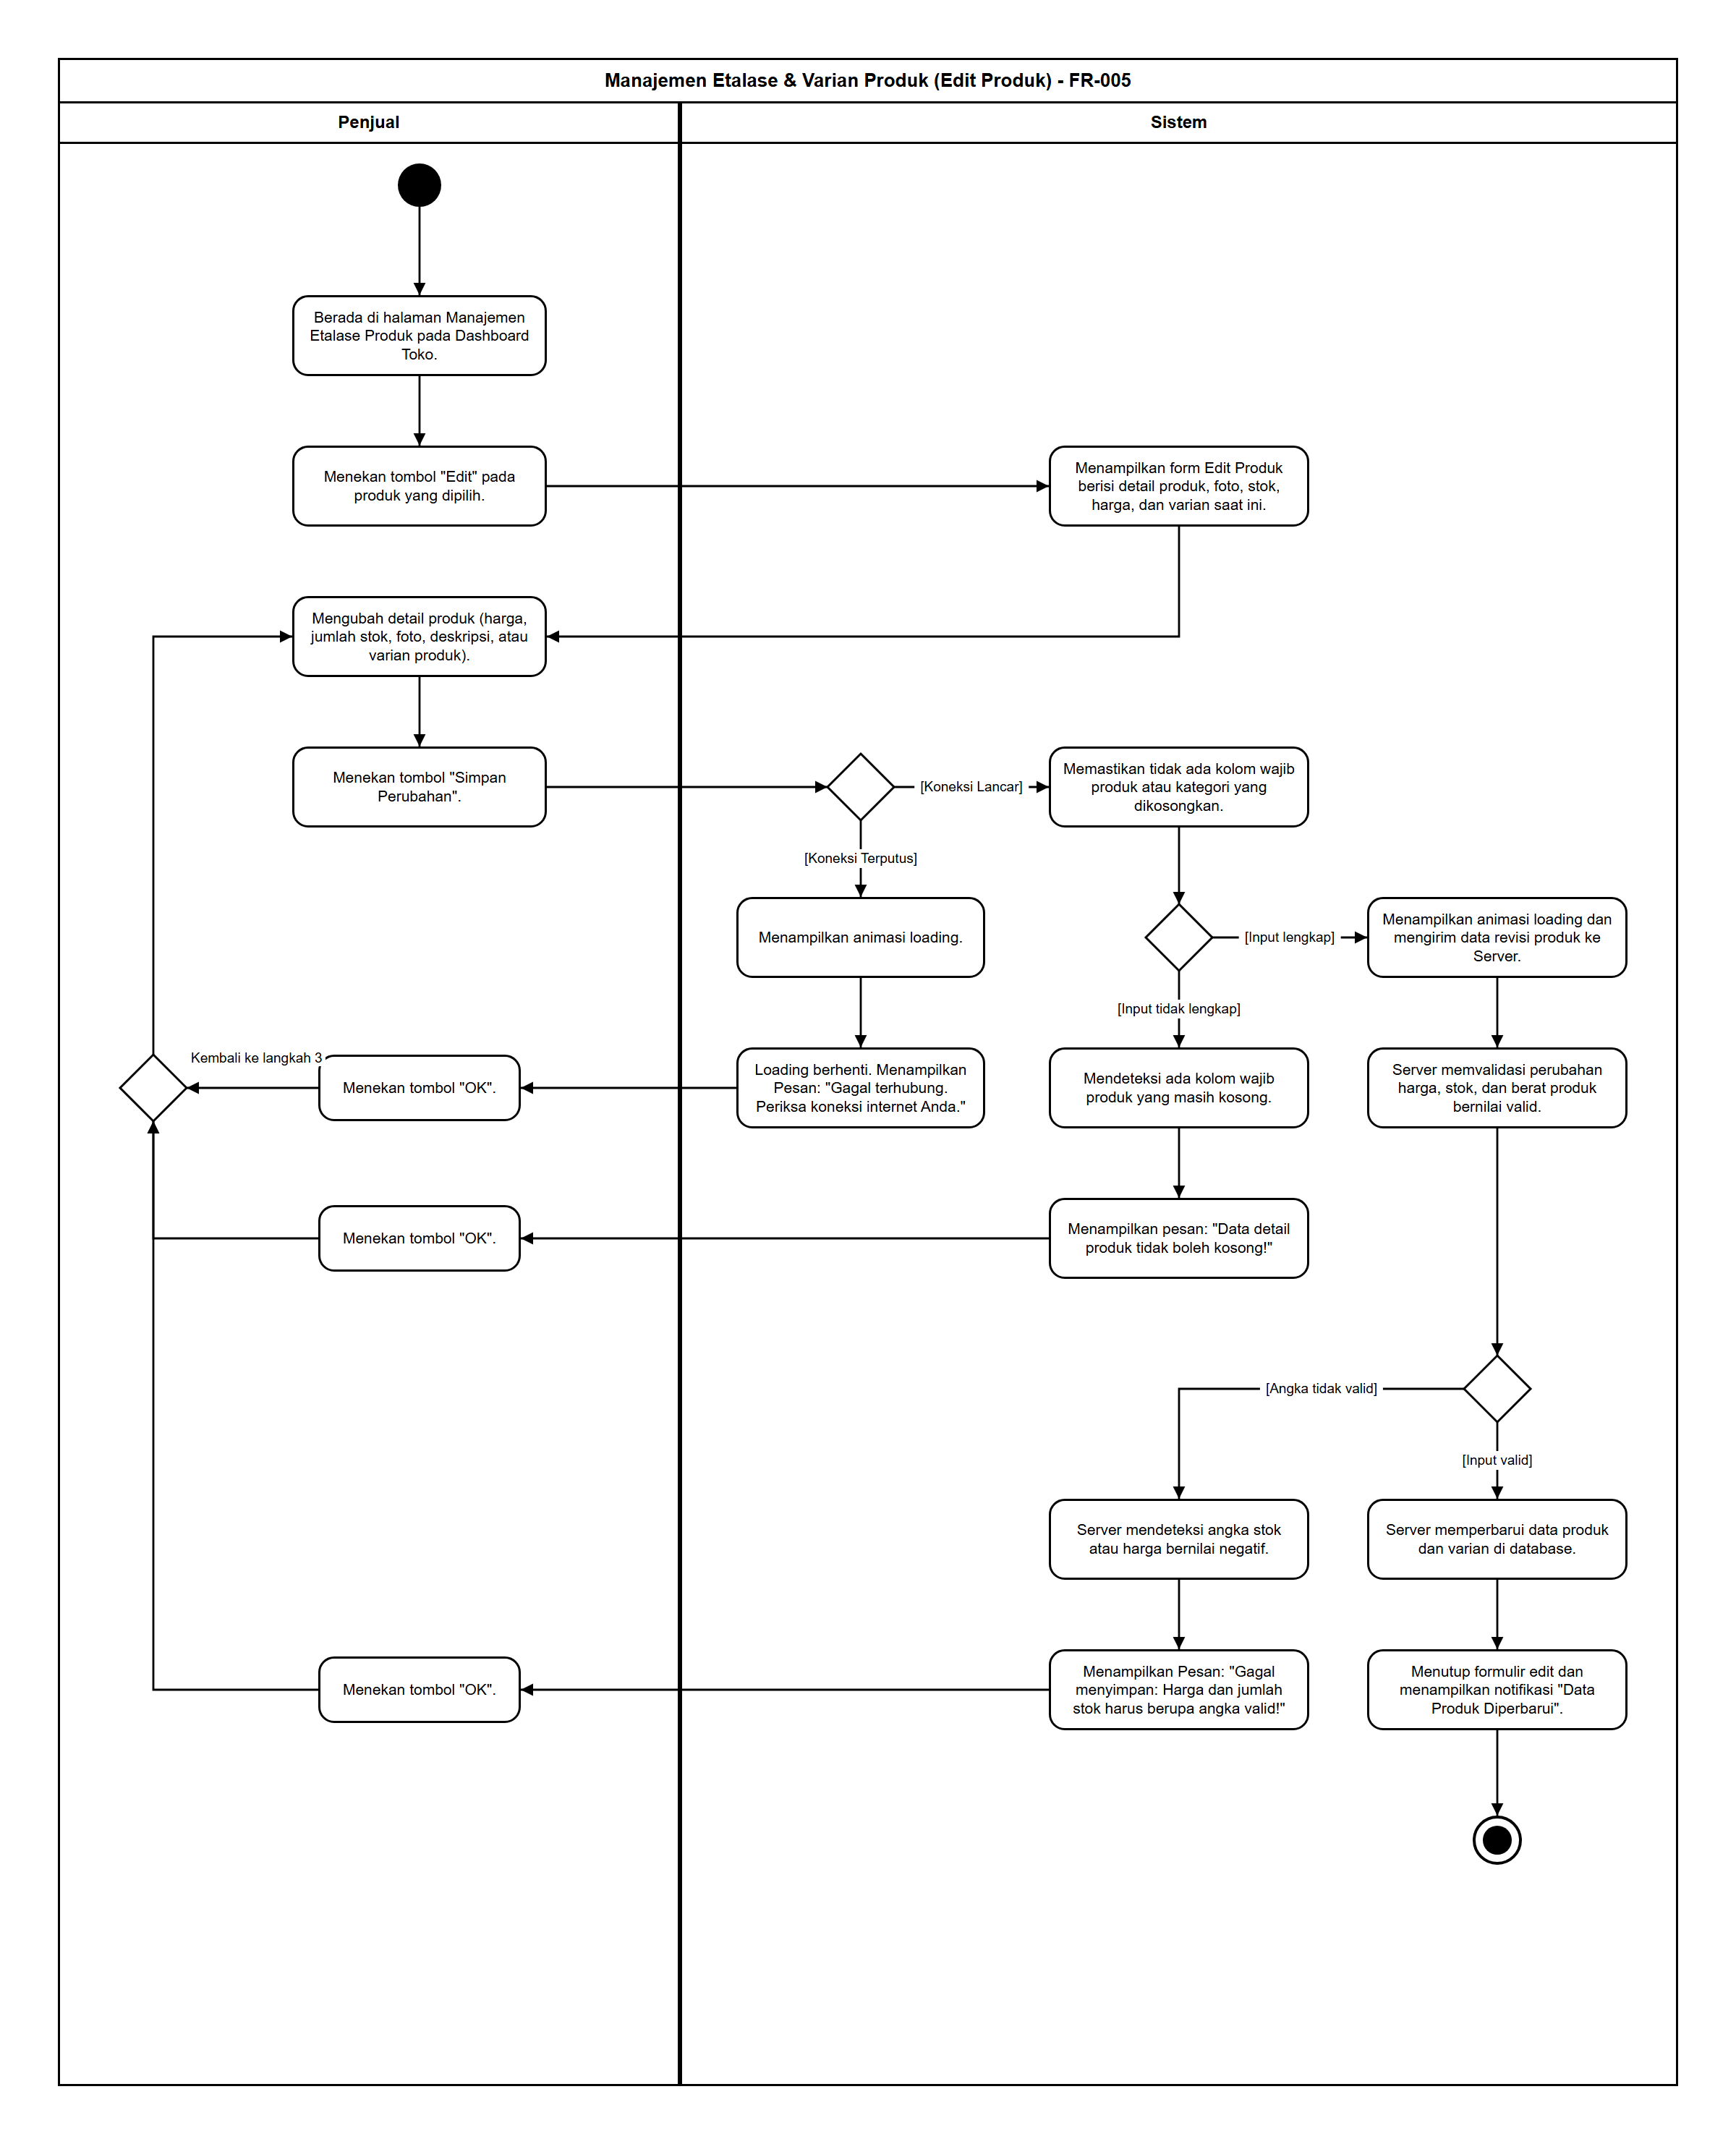 Manajemen Etalase & Varian Produk (Edit Produk) - FR-005
Penjual
Sistem
Berada di halaman Manajemen
Etalase Produk pada Dashboard
Toko.
Menekan tombol "Edit" pada
produk yang dipilih.
Menampilkan form Edit Produk
berisi detail produk, foto, stok,
harga, dan varian saat ini.
Mengubah detail produk (harga,
jumlah stok, foto, deskripsi, atau
varian produk).
Menekan tombol "Simpan
Perubahan".
[Koneksi Lancar]
Memastikan tidak ada kolom wajib
produk atau kategori yang
dikosongkan.
[Koneksi Terputus]
Menampilkan animasi loading.
[Input lengkap]
Menampilkan animasi loading dan
mengirim data revisi produk ke
Server.
[Input tidak lengkap]
Kembali ke langkah 3
Menekan tombol "OK".
Loading berhenti. Menampilkan
Pesan: "Gagal terhubung.
Periksa koneksi internet Anda."
Mendeteksi ada kolom wajib
produk yang masih kosong.
Server memvalidasi perubahan
harga, stok, dan berat produk
bernilai valid.
Menekan tombol "OK".
Menampilkan pesan: "Data detail
produk tidak boleh kosong!"
[Angka tidak valid]
[Input valid]
Server mendeteksi angka stok
atau harga bernilai negatif.
Server memperbarui data produk
dan varian di database.
Menekan tombol "OK".
Menampilkan Pesan: "Gagal
menyimpan: Harga dan jumlah
stok harus berupa angka valid!"
Menutup formulir edit dan
menampilkan notifikasi "Data
Produk Diperbarui".